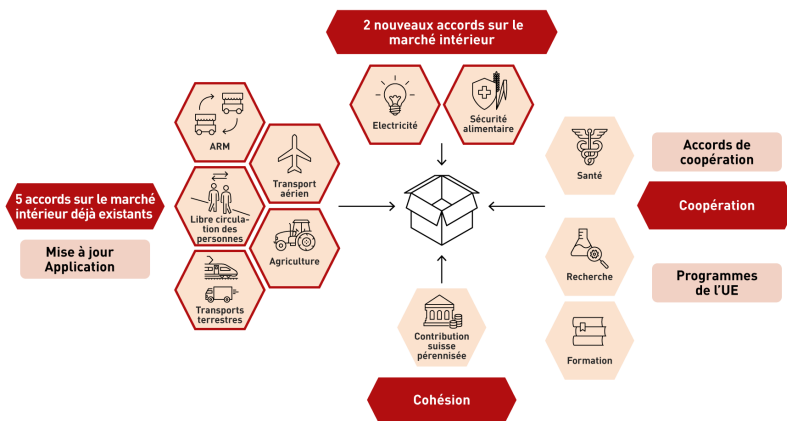 2 nouveaux accords sur le
marché intérieur
Electricité
Sécurité
alimentaire
ARM
Transport
aérien
5 accords sur le marché
intérieur déjà existants
Libre circula-
tion des
personnes
Mise à jour
Application
Agriculture
Transports
terrestres
Santé
Accords de
coopération
Coopération
Recherche
Programmes
de l'UE
Formation
Contribution
suisse
pérennisée
Cohésion